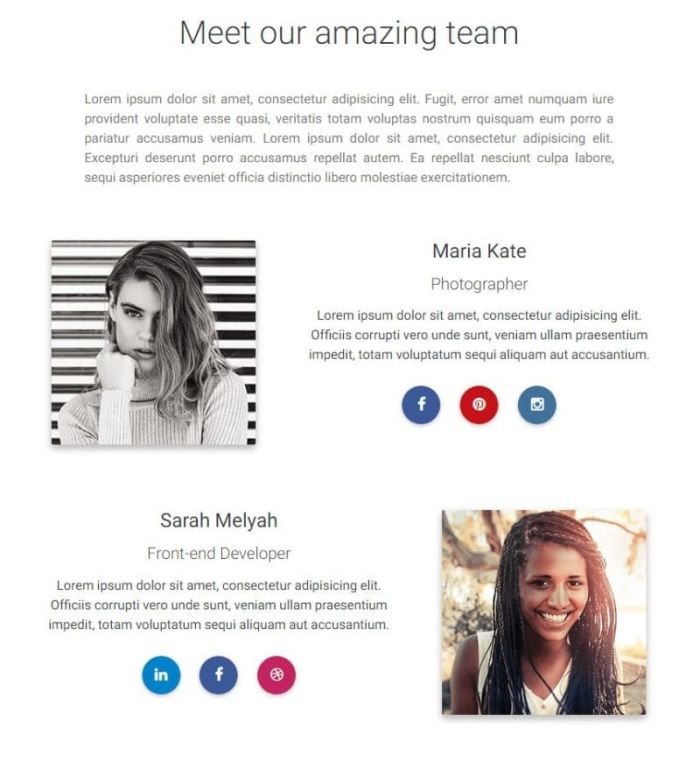 Meet our amazing team
Lorem ipsum dolor sit amet, consectetur adipisicing elit. Fugit, error amet numquam iure
provident voluptate esse quasi, veritatis totam voluptas nostrum quisquam eum porro a
pariatur accusamus veniam. Lorem ipsum dolor sit amet, consectetur adipisicing elit.
Excepturi deserunt porro accusamus repellat autem. Ea repellat nesciunt culpa labore,
sequi asperiores eveniet officia distinctio libero molestiae exercitationem.
Maria Kate
Photographer
Lorem ipsum dolor sit amet, consectetur adipisicing elit.
Officiis corrupti vero unde sunt, veniam ullam praesentium
impedit, totam voluptatum sequi aliquam aut accusantium.
Sarah Melyah
Front-end Developer
Lorem ipsum dolor sit amet, consectetur adipisicing elit.
Officiis corrupti vero unde sunt, veniam ullam praesentium
impedit, totam voluptatum sequi aliquam aut accusantium.